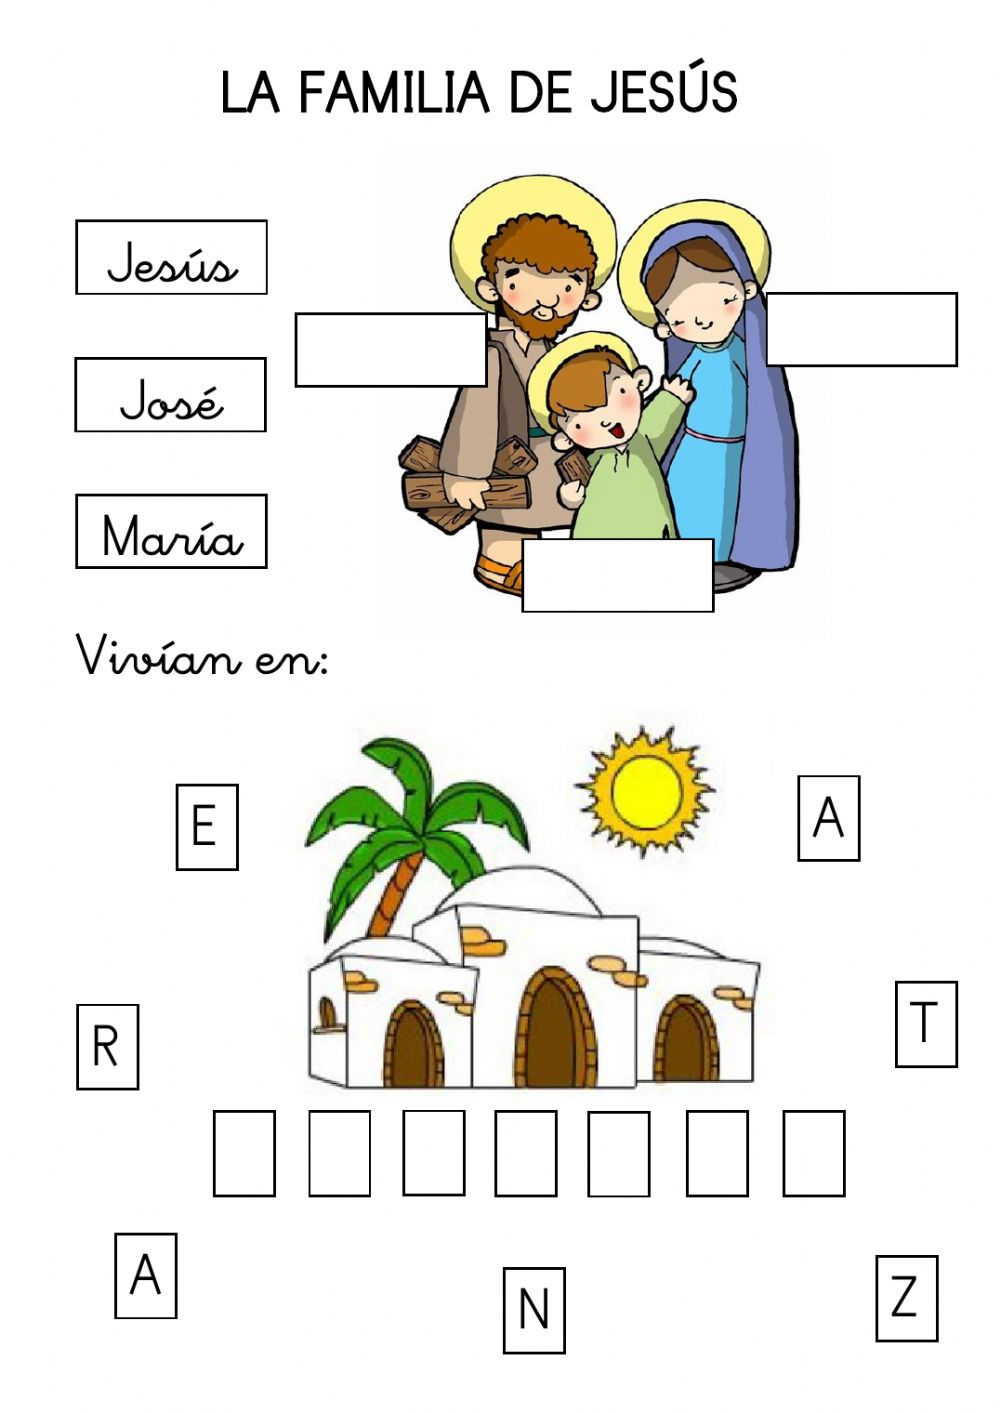 LA FAMILIA DE JESÚS
Jesús
José
María
Vivían en:
E
A
R
T
A
N
Z